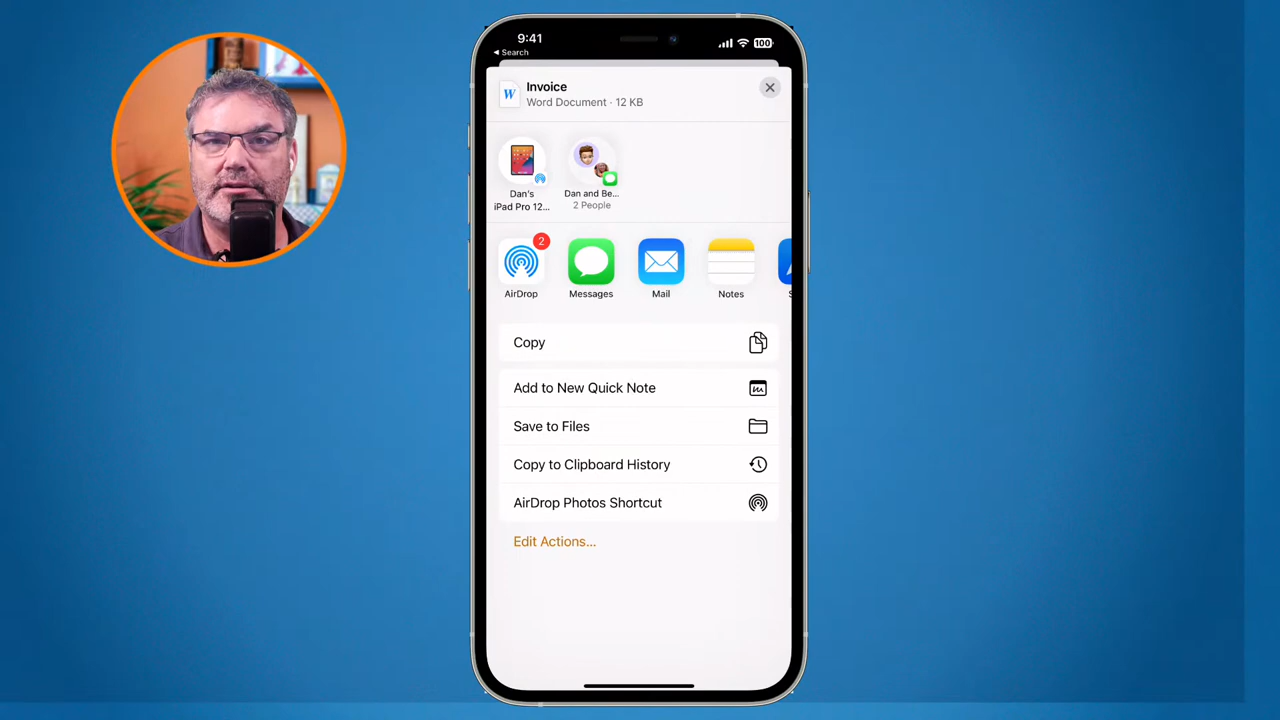 9:41
100
◀ Search
W
Invoice
Word Document · 12 KB
Dan's
iPad Pro 12...
Dan and Be...
2 People
2
AirDrop
Messages
Mail
Notes
Copy
Add to New Quick Note
Save to Files
Copy to Clipboard History
AirDrop Photos Shortcut
Edit Actions...